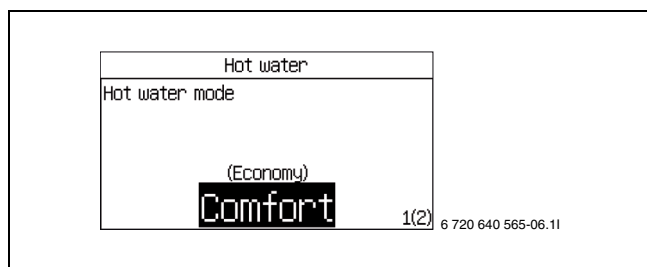 Hot water
Hot water mode
(Economy)
Comfort
1(2)
6 720 640 565-06.1I